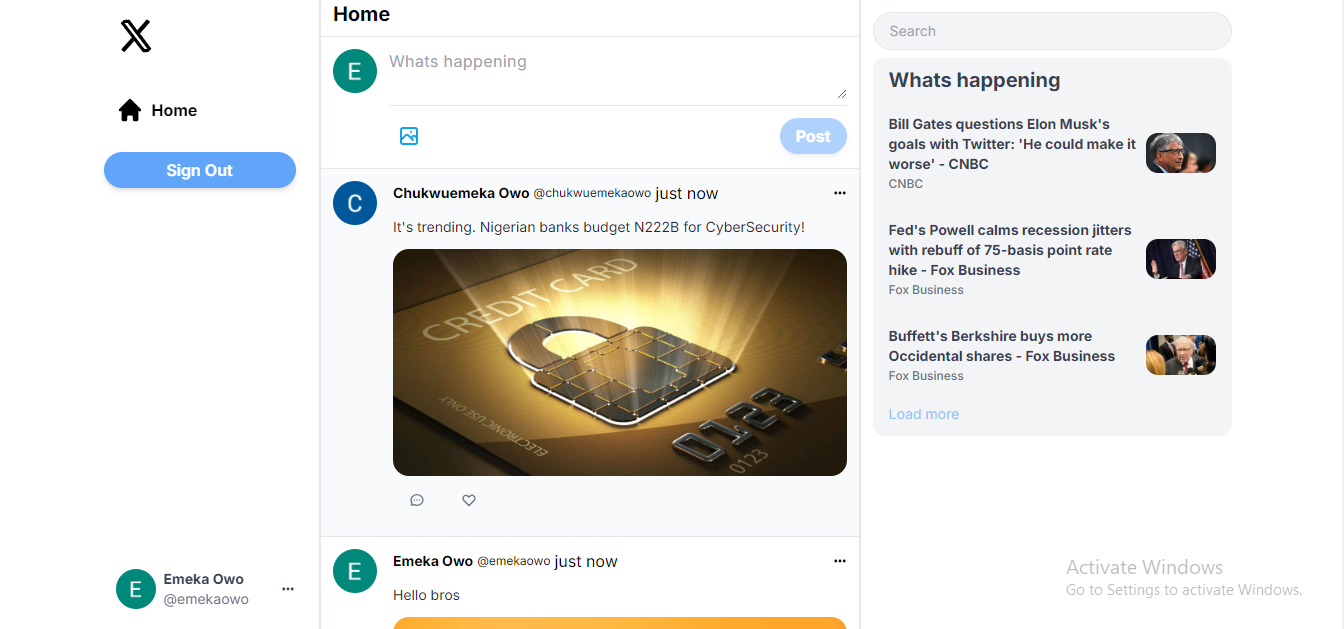 Home
Sign Out
E
Emeka Owo
@emekaowo
Home
E
Whats happening
Post
C
Chukwuemeka Owo @chukwuemekaowo just now
It's trending. Nigerian banks budget N222B for CyberSecurity!
CREDIT CARD
ELECTRONIC USE ONLY
0123
0123
E
Emeka Owo @emekaowo just now
Hello bros
Search
Whats happening
Bill Gates questions Elon Musk's
goals with Twitter: 'He could make it
worse' - CNBC
CNBC
Fed's Powell calms recession jitters
with rebuff of 75-basis point rate
hike - Fox Business
Fox Business
Buffett's Berkshire buys more
Occidental shares - Fox Business
Fox Business
Load more
Activate Windows
Go to Settings to activate Windows.